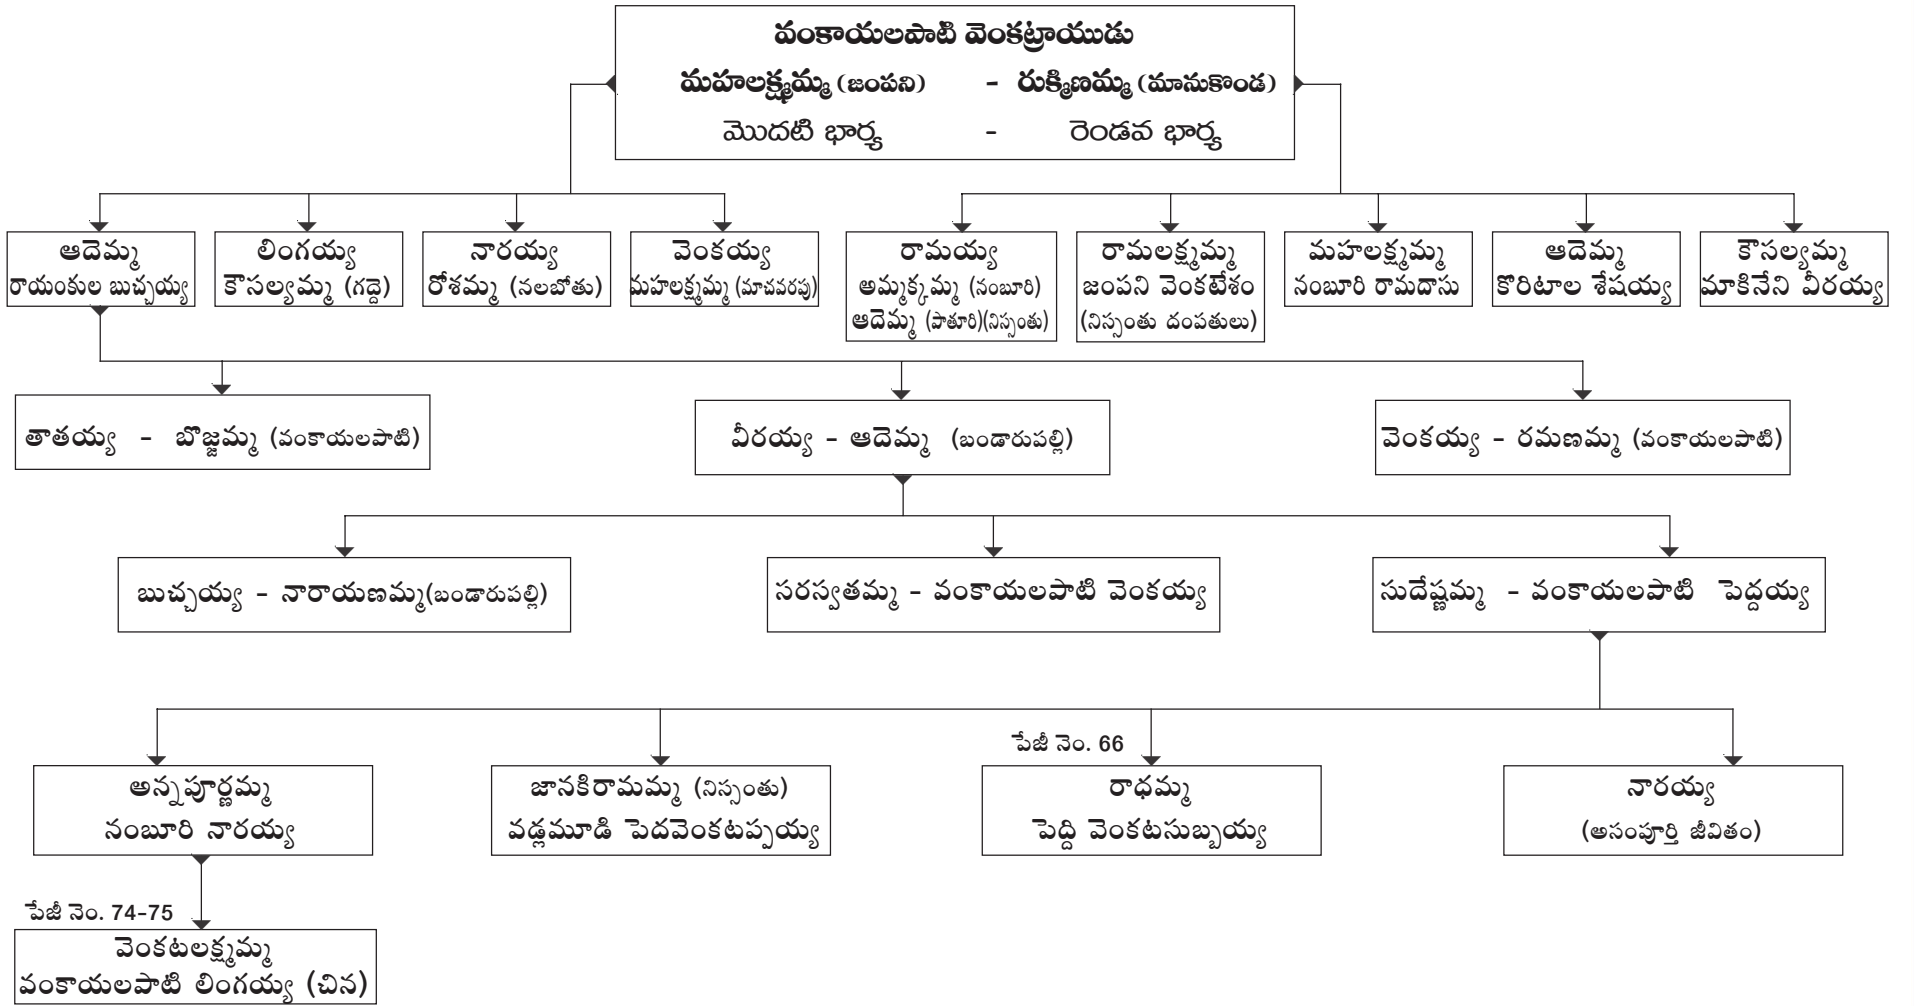 వంకాయలపాటి వెంకట్రాయుడు
మహలక్ష్మమ్మ (జంపని) - రుక్మిణమ్మ (మానుకొండ)
మొదటి భార్య - రెండవ భార్య
ఆదెమ్మ
రాయంకుల బుచ్చయ్య
లింగయ్య
కౌసల్యమ్మ (గద్దె)
నారయ్య
రోశమ్మ (నలబోతు)
వెంకయ్య
మహలక్ష్మమ్మ (మాచవరపు)
రామయ్య
అమ్మక్కమ్మ (నంబూరి)
ఆదెమ్మ (పాతూరి)(నిస్సంతు)
రామలక్ష్మమ్మ
జంపని వెంకటేశం
(నిస్సంతు దంపతులు)
మహలక్ష్మమ్మ
నంబూరి రామదాసు
ఆదెమ్మ
కొరిటాల శేషయ్య
కౌసల్యమ్మ
మాకినేని వీరయ్య
తాతయ్య - బొజ్జమ్మ (వంకాయలపాటి)
వీరయ్య - ఆదెమ్మ (బండారుపల్లి)
వెంకయ్య - రమణమ్మ (వంకాయలపాటి)
బుచ్చయ్య - నారాయణమ్మ(బండారుపల్లి)
సరస్వతమ్మ - వంకాయలపాటి వెంకయ్య
సుదేష్ణమ్మ - వంకాయలపాటి పెద్దయ్య
అన్నపూర్ణమ్మ
నంబూరి నారయ్య
జానకిరామమ్మ (నిస్సంతు)
వడ్లమూడి పెదవెంకటప్పయ్య
పేజీ నెం. 66
రాధమ్మ
పెద్ది వెంకటసుబ్బయ్య
నారయ్య
(అసంపూర్తి జీవితం)
పేజీ నెం. 74-75
వెంకటలక్ష్మమ్మ
వంకాయలపాటి లింగయ్య (చిన)